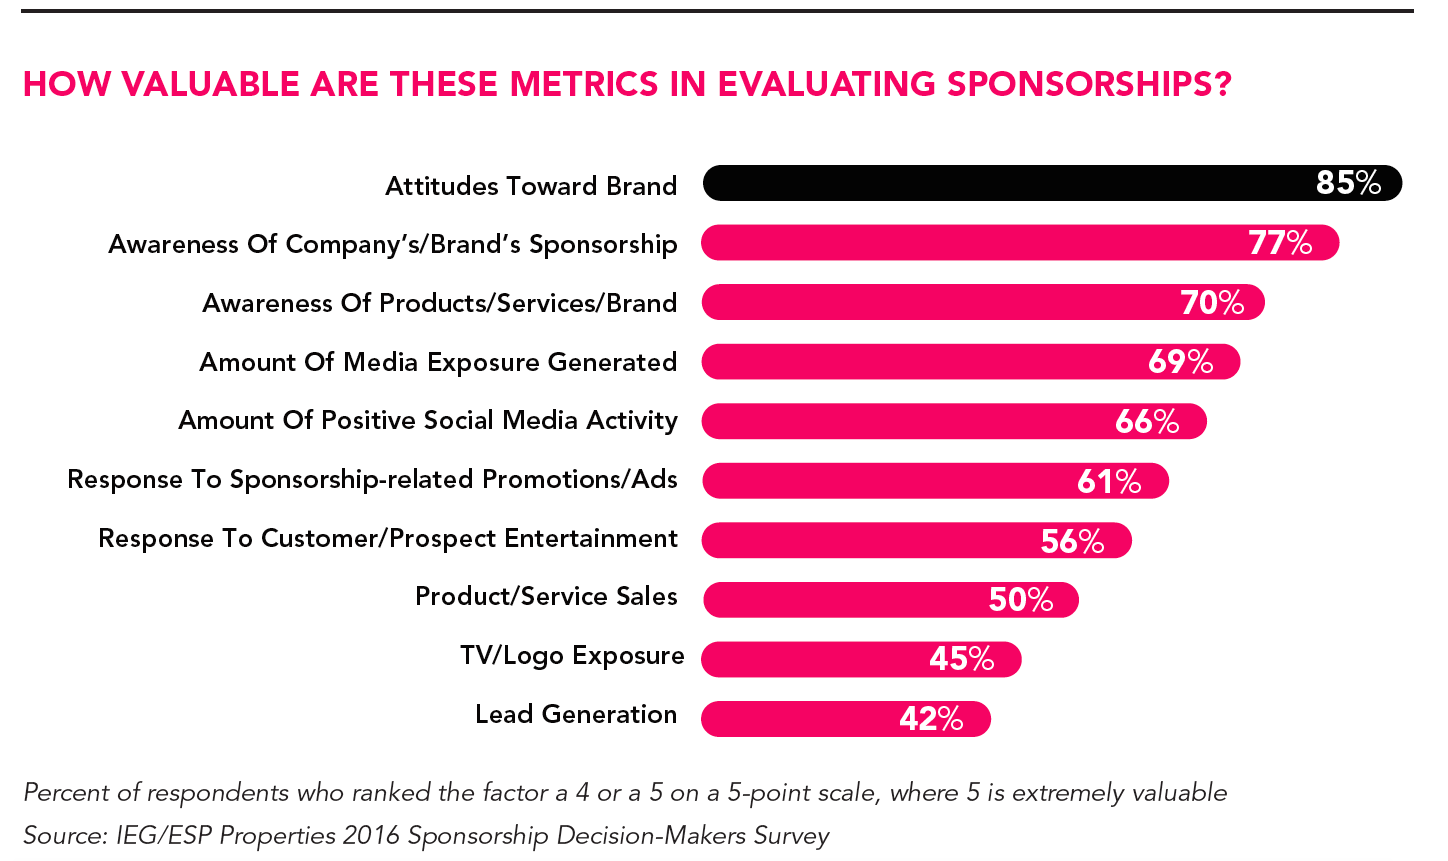 HOW VALUABLE ARE THESE METRICS IN EVALUATING SPONSORSHIPS?
Attitudes Toward Brand 85%
Awareness Of Company’s/Brand’s Sponsorship 77%
Awareness Of Products/Services/Brand 70%
Amount Of Media Exposure Generated 69%
Amount Of Positive Social Media Activity 66%
Response To Sponsorship-related Promotions/Ads 61%
Response To Customer/Prospect Entertainment 56%
Product/Service Sales 50%
TV/Logo Exposure 45%
Lead Generation 42%
Percent of respondents who ranked the factor a 4 or a 5 on a 5-point scale, where 5 is extremely valuable
Source: IEG/ESP Properties 2016 Sponsorship Decision-Makers Survey